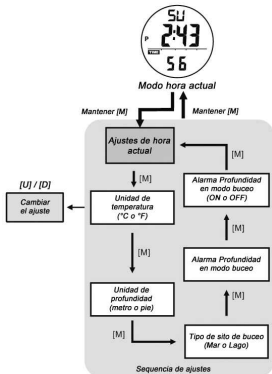 SU
P 2:43
TIME
56
Modo hora actual
Mantener [M]
Mantener [M]
Ajustes de hora
actual
[M]
[M]
[U] / [D]
Cambiar
el ajuste
Unidad de
temperatura
(°C o °F)
Alarma Profundidad
en modo buceo
(ON o OFF)
[M]
[M]
Alarma Profundidad
en modo buceo
Unidad de
profundidad
(metro o pie)
[M]
[M]
Tipo de sito de buceo
(Mar o Lago)
Sequencia de ajustes